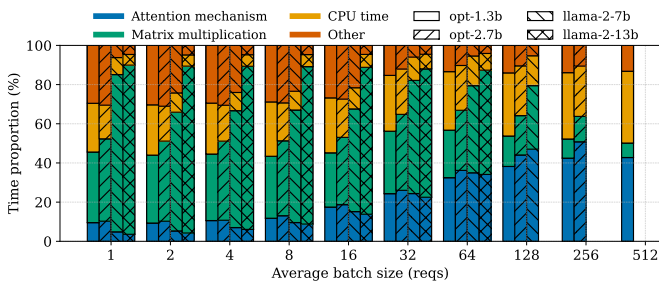 Attention mechanism CPU time opt-1.3b llama-2-7b
Matrix multiplication Other opt-2.7b llama-2-13b
Time proportion (%)
100
80
60
40
20
0
1 2 4 8 16 32 64 128 256 512
Average batch size (reqs)